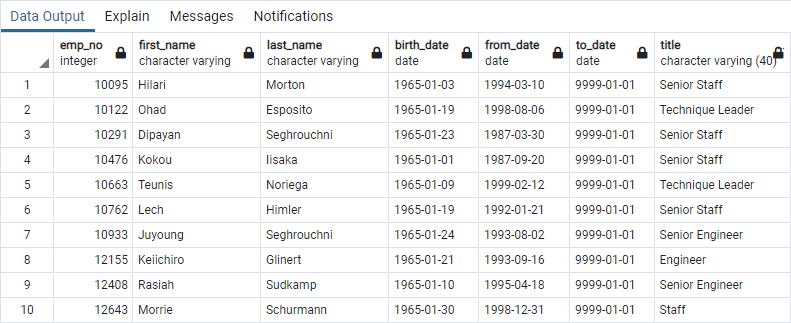 Data Output Explain Messages Notifications
emp_no first_name last_name birth_date from_date to_date title
integer character varying character varying date date date character varying (40)
1 10095 Hilari Morton 1965-01-03 1994-03-10 9999-01-01 Senior Staff
2 10122 Ohad Esposito 1965-01-19 1998-08-06 9999-01-01 Technique Leader
3 10291 Dipayan Seghrouchni 1965-01-23 1987-03-30 9999-01-01 Senior Staff
4 10476 Kokou Iisaka 1965-01-01 1987-09-20 9999-01-01 Senior Staff
5 10663 Teunis Noriega 1965-01-09 1999-02-12 9999-01-01 Technique Leader
6 10762 Lech Himler 1965-01-19 1992-01-21 9999-01-01 Senior Staff
7 10933 Juyoung Seghrouchni 1965-01-24 1993-08-02 9999-01-01 Senior Engineer
8 12155 Keiichiro Glinert 1965-01-21 1993-09-16 9999-01-01 Engineer
9 12408 Rasiah Sudkamp 1965-01-10 1995-04-18 9999-01-01 Senior Engineer
10 12643 Morrie Schurmann 1965-01-30 1998-12-31 9999-01-01 Staff